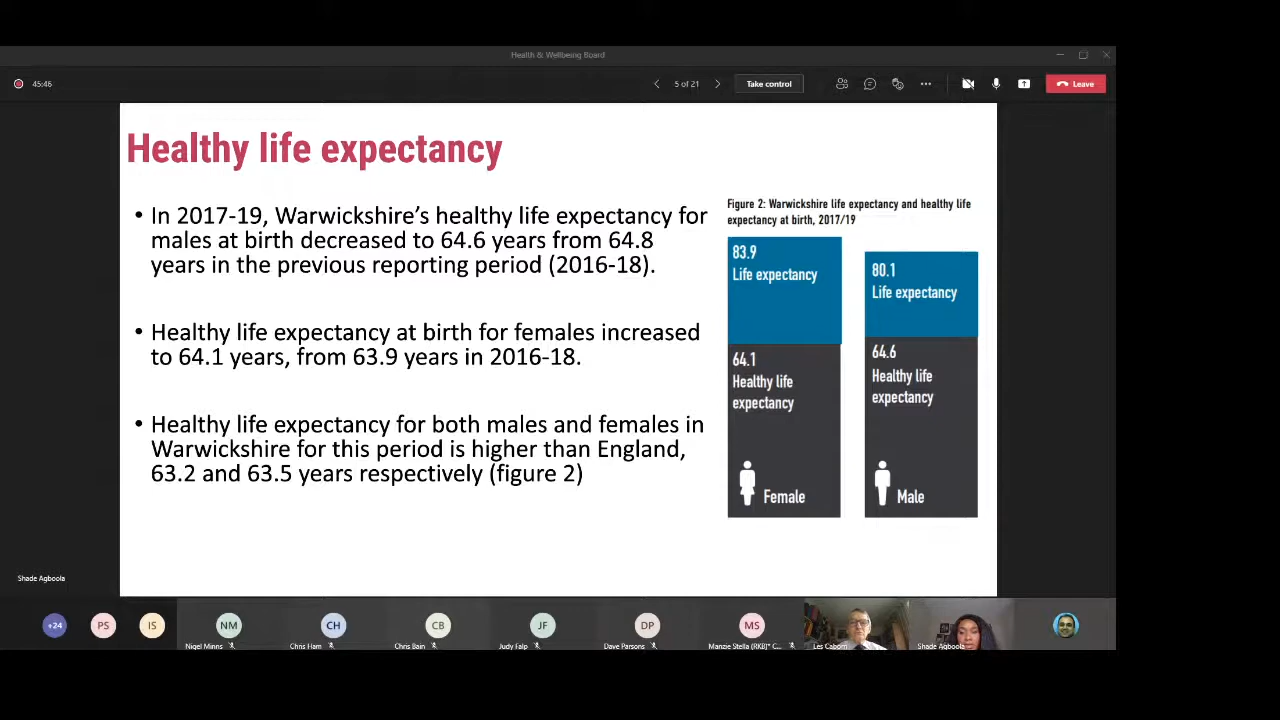 Health & Wellbeing Board
45:46
5 of 21
Take control
Leave
Healthy life expectancy
• In 2017-19, Warwickshire's healthy life expectancy for
males at birth decreased to 64.6 years from 64.8
years in the previous reporting period (2016-18).
• Healthy life expectancy at birth for females increased
to 64.1 years, from 63.9 years in 2016-18.
• Healthy life expectancy for both males and females in
Warwickshire for this period is higher than England,
63.2 and 63.5 years respectively (figure 2)
Figure 2: Warwickshire life expectancy and healthy life
expectancy at birth, 2017/19
83.9
Life expectancy
64.1
Healthy life
expectancy
Female
80.1
Life expectancy
64.6
Healthy life
expectancy
Male
Shade Agboola
+24
PS
IS
NM
CH
CB
JF
DP
MS
Nigel Minns
Chris Ham
Chris Bain
Judy Falp
Dave Parsons
Manzie Stella (RKB)* C...
Les Caborn
Shade Agboola